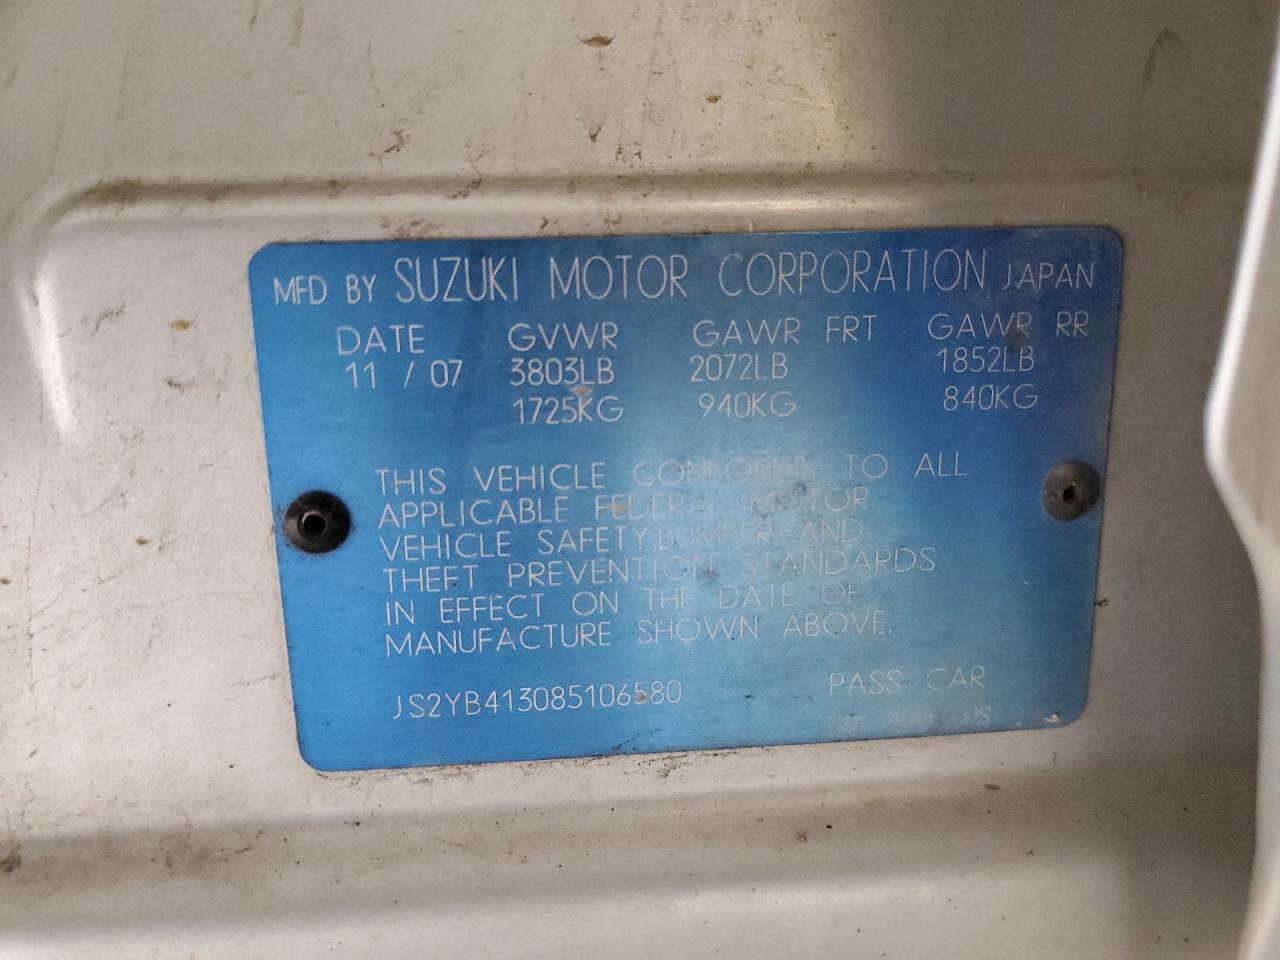 MFD BY SUZUKI MOTOR CORPORATION JAPAN
DATE GVWR GAWR FRT GAWR RR
11 / 07 3803LB 2072LB 1852LB
1725KG 940KG 840KG
THIS VEHICLE CONFORMS TO ALL
APPLICABLE FEDERAL MOTOR
VEHICLE SAFETY,BUMPER AND
THEFT PREVENTION STANDARDS
IN EFFECT ON THE DATE OF
MANUFACTURE SHOWN ABOVE.
JS2YB413085106580 PASS CAR
US